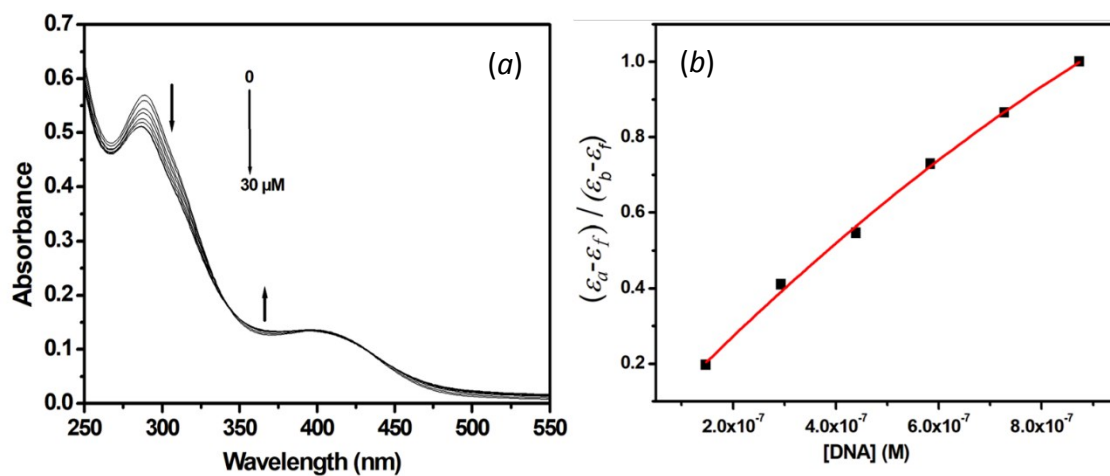 (a)
0
30 μM
Absorbance
0.7
0.6
0.5
0.4
0.3
0.2
0.1
0.0
250 300 350 400 450 500 550
Wavelength (nm)
(b)
(εa-εf) / (εb-εf)
1.0
0.8
0.6
0.4
0.2
2.0x10-7 4.0x10-7 6.0x10-7 8.0x10-7
[DNA] (M)